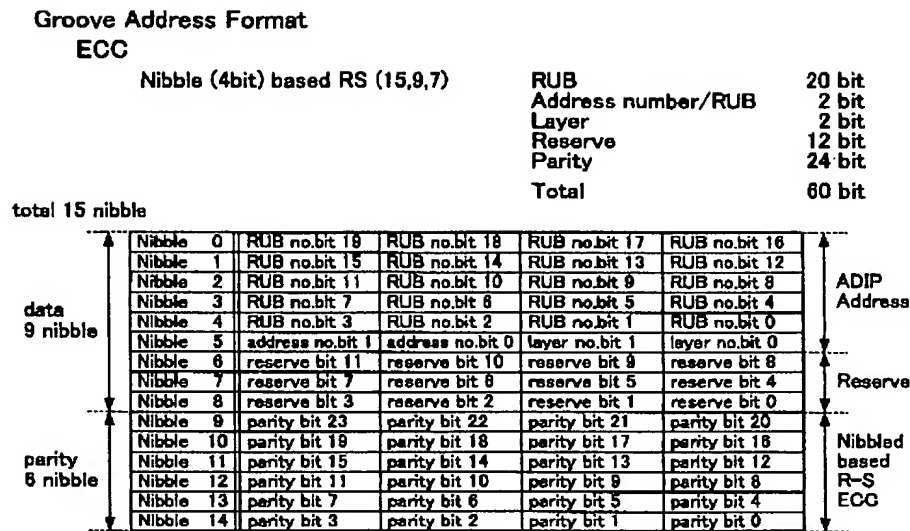 Groove Address Format
ECC
Nibble (4bit) based RS (15,9,7)
RUB 20 bit
Address number/RUB 2 bit
Layer 2 bit
Reserve 12 bit
Parity 24 bit
Total 60 bit
total 15 nibble
Nibble 0 RUB no.bit 19 RUB no.bit 18 RUB no.bit 17 RUB no.bit 16
Nibble 1 RUB no.bit 15 RUB no.bit 14 RUB no.bit 13 RUB no.bit 12
Nibble 2 RUB no.bit 11 RUB no.bit 10 RUB no.bit 9 RUB no.bit 8
Nibble 3 RUB no.bit 7 RUB no.bit 6 RUB no.bit 5 RUB no.bit 4
Nibble 4 RUB no.bit 3 RUB no.bit 2 RUB no.bit 1 RUB no.bit 0
Nibble 5 address no.bit 1 address no.bit 0 layer no.bit 1 layer no.bit 0
Nibble 6 reserve bit 11 reserve bit 10 reserve bit 9 reserve bit 8
Nibble 7 reserve bit 7 reserve bit 6 reserve bit 5 reserve bit 4
Nibble 8 reserve bit 3 reserve bit 2 reserve bit 1 reserve bit 0
Nibble 9 parity bit 23 parity bit 22 parity bit 21 parity bit 20
Nibble 10 parity bit 19 parity bit 18 parity bit 17 parity bit 16
Nibble 11 parity bit 15 parity bit 14 parity bit 13 parity bit 12
Nibble 12 parity bit 11 parity bit 10 parity bit 9 parity bit 8
Nibble 13 parity bit 7 parity bit 6 parity bit 5 parity bit 4
Nibble 14 parity bit 3 parity bit 2 parity bit 1 parity bit 0
data
9 nibble
parity
6 nibble
ADIP
Address
Reserve
Nibbled
based
R-S
ECC